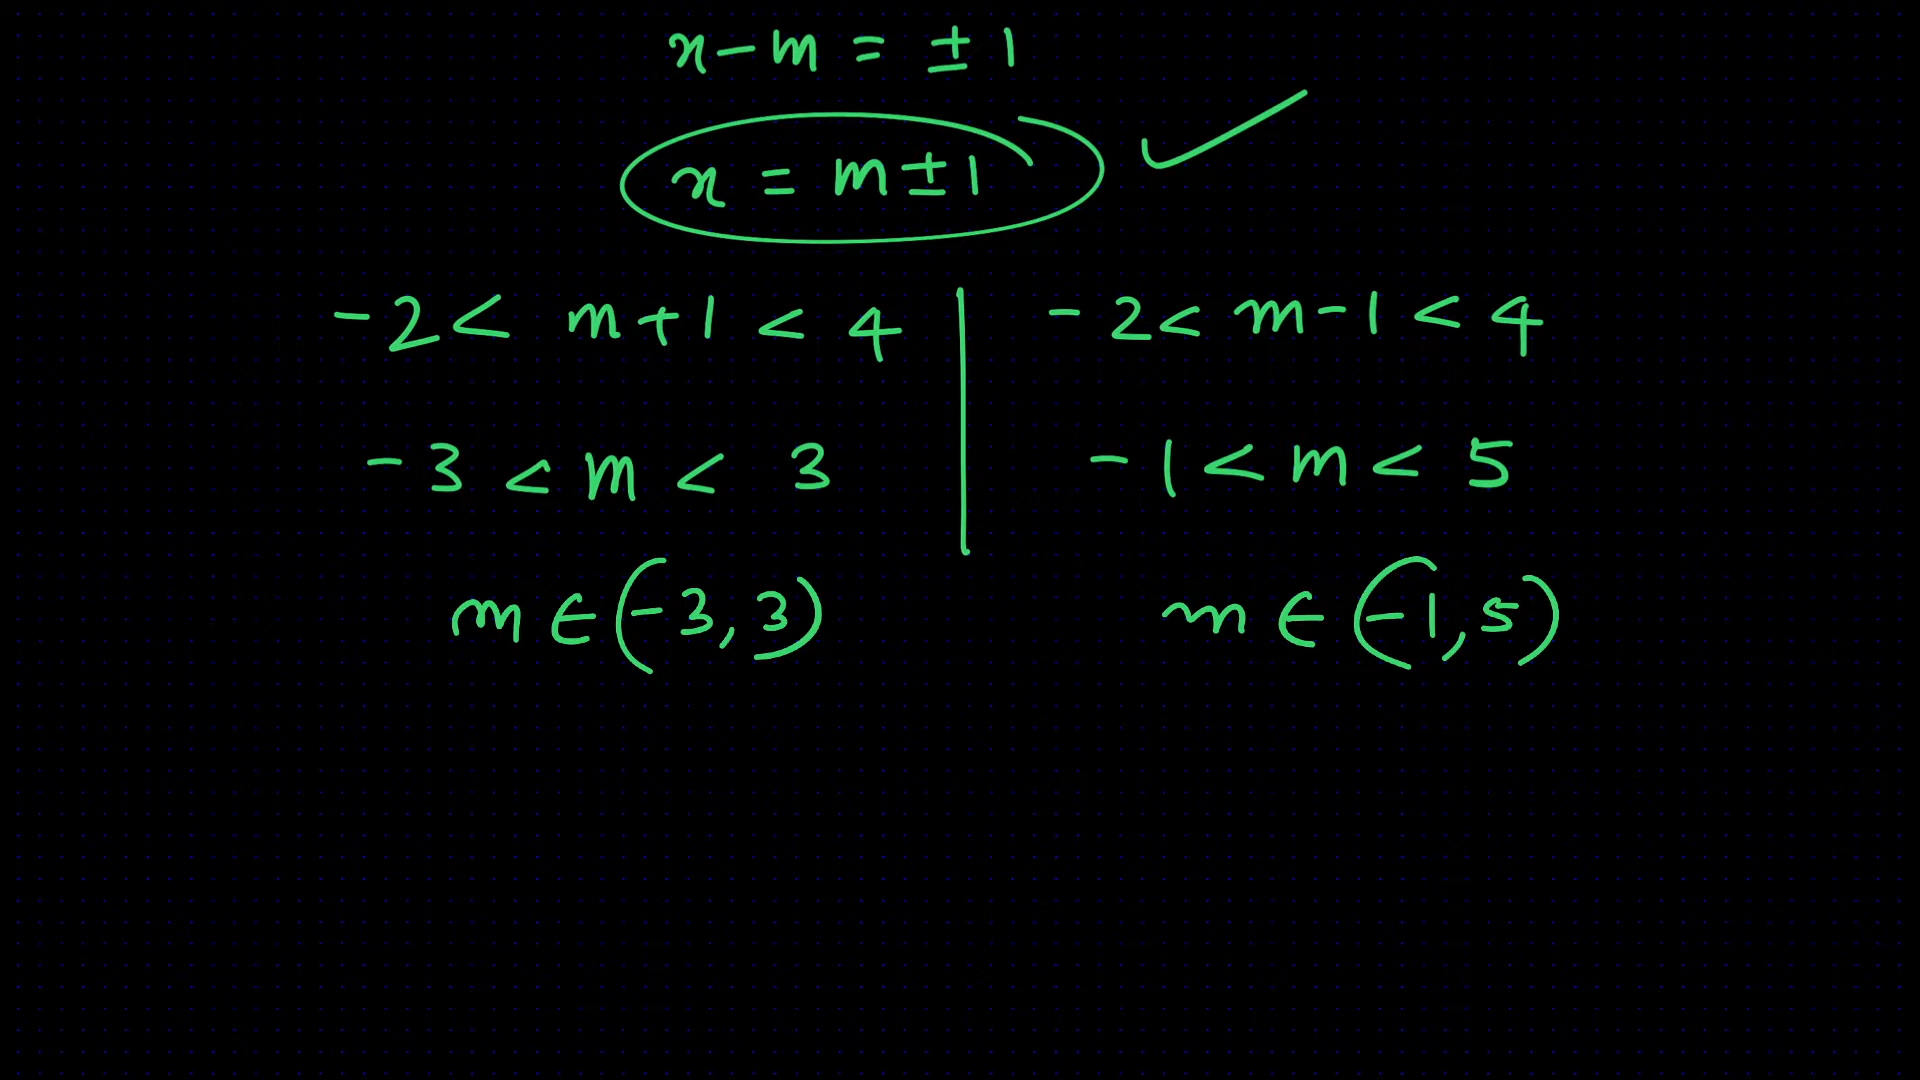 x - m = ± 1
x = m ± 1
-2 < m + 1 < 4
-3 < m < 3
m ∈ (-3, 3)
-2 < m - 1 < 4
-1 < m < 5
m ∈ (-1, 5)